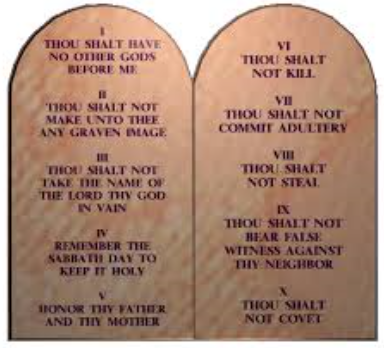 I
THOU SHALT HAVE
NO OTHER GODS
BEFORE ME
II
THOU SHALT NOT
MAKE UNTO THEE
ANY GRAVEN IMAGE
III
THOU SHALT NOT
TAKE THE NAME OF
THE LORD THY GOD
IN VAIN
IV
REMEMBER THE
SABBATH DAY TO
KEEP IT HOLY
V
HONOR THY FATHER
AND THY MOTHER
VI
THOU SHALT
NOT KILL
VII
THOU SHALT NOT
COMMIT ADULTERY
VIII
THOU SHALT
NOT STEAL
IX
THOU SHALT NOT
BEAR FALSE
WITNESS AGAINST
THY NEIGHBOR
X
THOU SHALT
NOT COVET